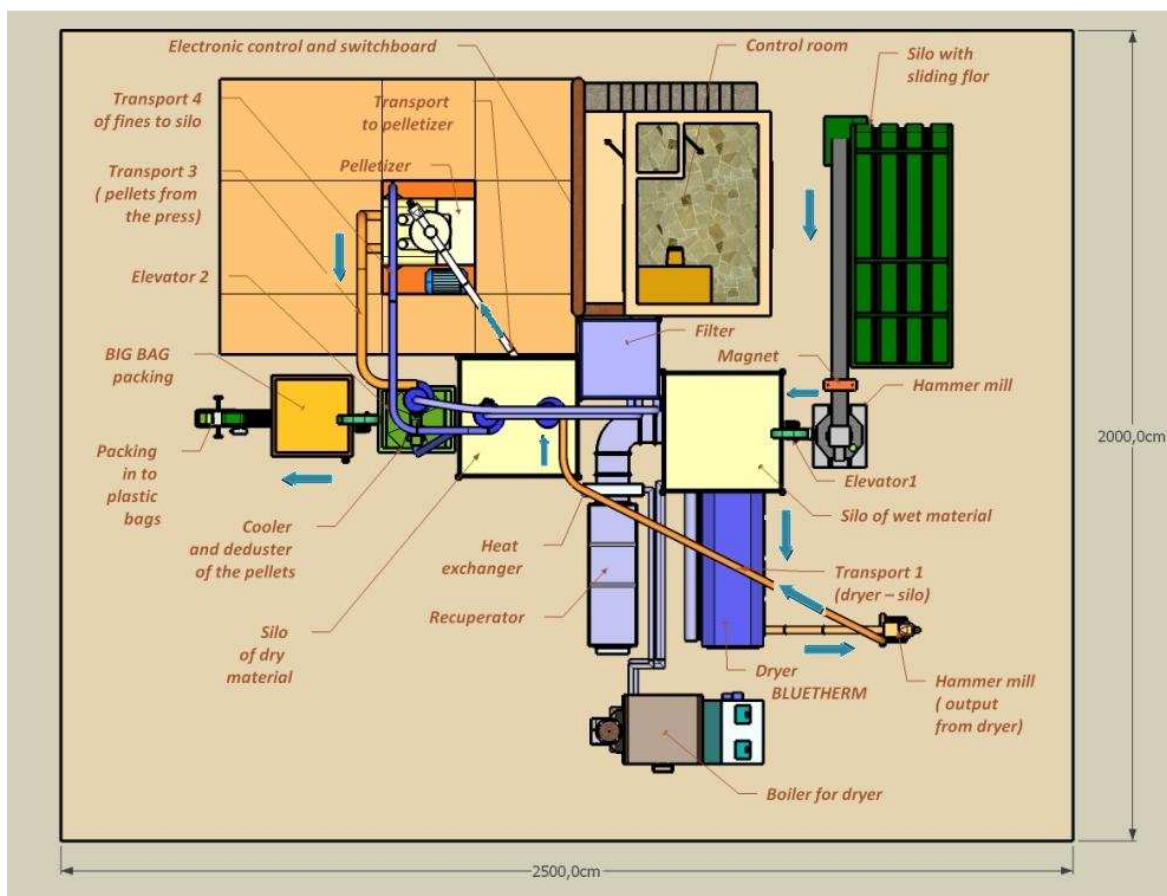 Electronic control and switchboard
Control room
Silo with
sliding flor
Transport 4
of fines to silo
Transport
to pelletizer
Transport 3
( pellets from
the press)
Pelletizer
Elevator 2
BIG BAG
packing
Filter
Magnet
Hammer mill
2000,0cm
Packing
in to
plastic
bags
Elevator1
Silo of wet material
Cooler
and deduster
of the pellets
Heat
exchanger
Transport 1
(dryer – silo)
Recuperator
Silo
of dry
material
Dryer
BLUETHERM
Hammer mill
( output
from dryer)
Boiler for dryer
2500,0cm